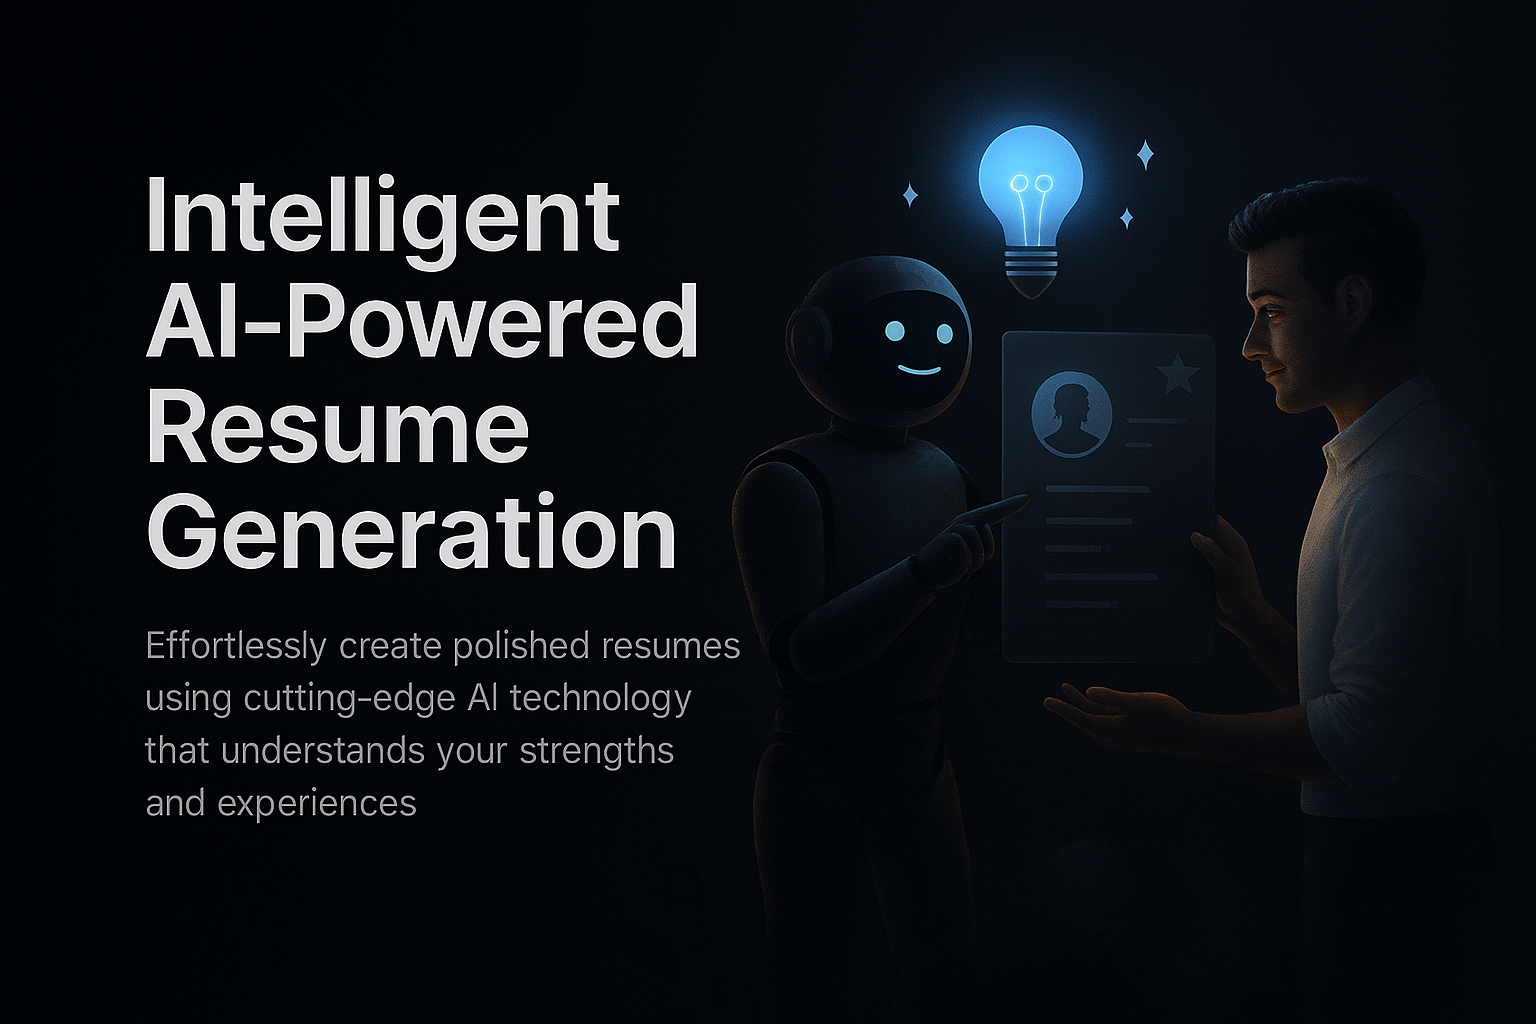 Intelligent
AI-Powered
Resume
Generation
Effortlessly create polished resumes
using cutting-edge AI technology
that understands your strengths
and experiences